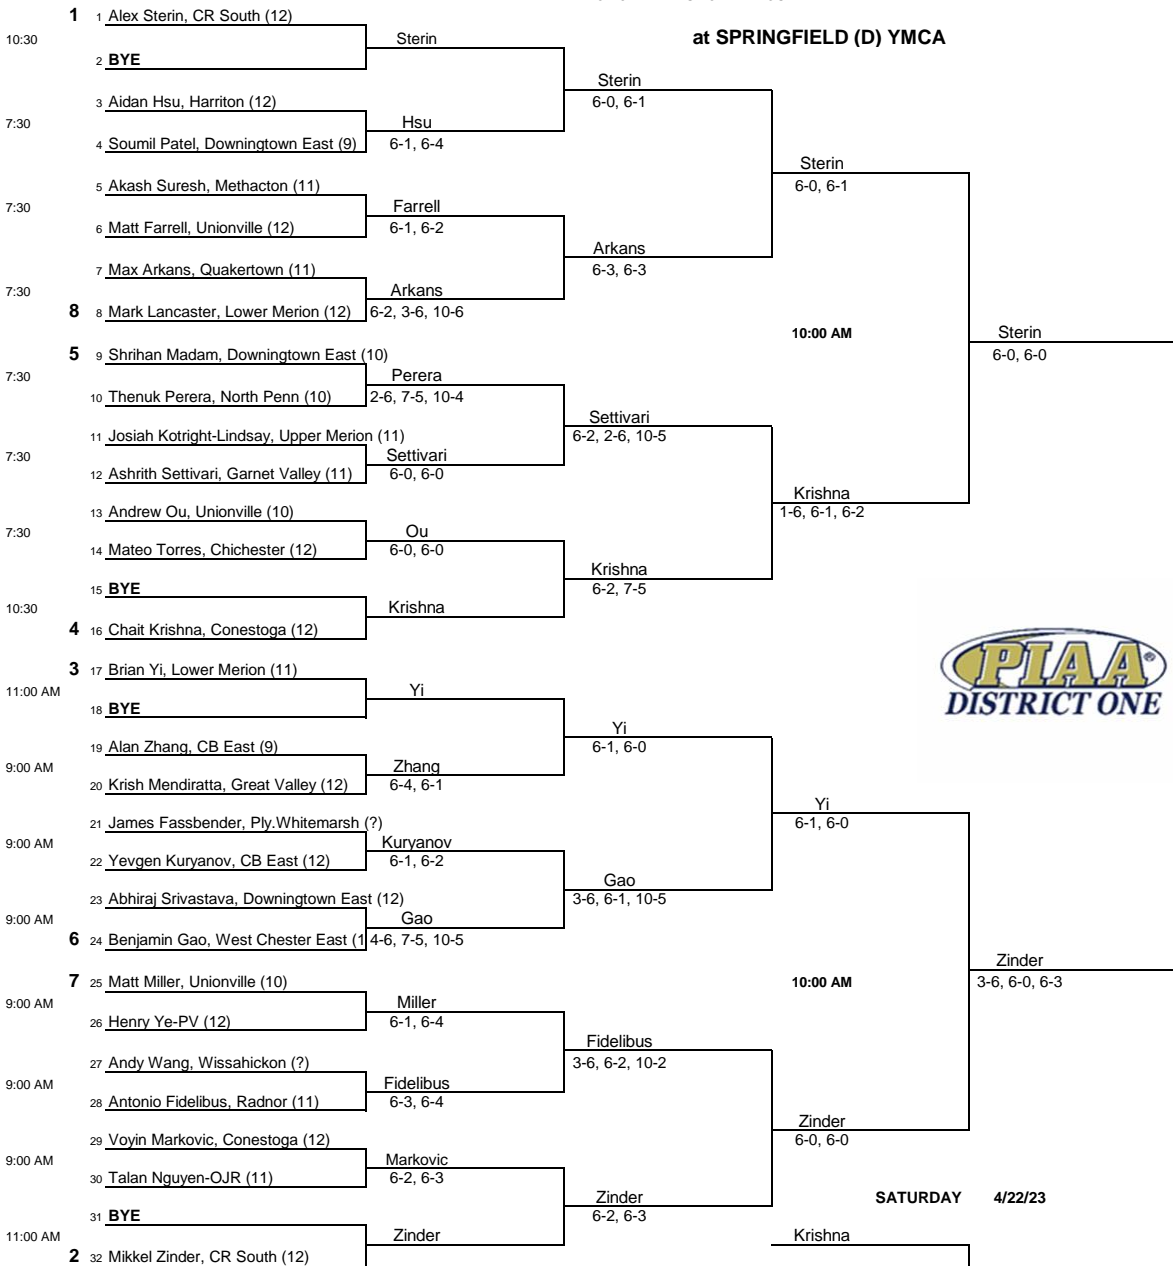 at SPRINGFIELD (D) YMCA
1 1 Alex Sterin, CR South (12)
10:30
Sterin
2 BYE
Sterin
6-0, 6-1
3 Aidan Hsu, Harriton (12)
7:30
Hsu
6-1, 6-4
4 Soumil Patel, Downingtown East (9)
Sterin
6-0, 6-1
5 Akash Suresh, Methacton (11)
7:30
Farrell
6-1, 6-2
6 Matt Farrell, Unionville (12)
Arkans
6-3, 6-3
7 Max Arkans, Quakertown (11)
7:30
Arkans
6-2, 3-6, 10-6
8 8 Mark Lancaster, Lower Merion (12)
10:00 AM
Sterin
6-0, 6-0
5 9 Shrihan Madam, Downingtown East (10)
7:30
Perera
2-6, 7-5, 10-4
10 Thenuk Perera, North Penn (10)
Settivari
6-2, 2-6, 10-5
11 Josiah Kotright-Lindsay, Upper Merion (11)
7:30
Settivari
6-0, 6-0
12 Ashrith Settivari, Garnet Valley (11)
Krishna
1-6, 6-1, 6-2
13 Andrew Ou, Unionville (10)
7:30
Ou
6-0, 6-0
14 Mateo Torres, Chichester (12)
Krishna
6-2, 7-5
15 BYE
10:30
Krishna
4 16 Chait Krishna, Conestoga (12)
PIAA®
DISTRICT ONE
3 17 Brian Yi, Lower Merion (11)
11:00 AM
Yi
18 BYE
Yi
6-1, 6-0
19 Alan Zhang, CB East (9)
9:00 AM
Zhang
6-4, 6-1
20 Krish Mendiratta, Great Valley (12)
Yi
6-1, 6-0
21 James Fassbender, Ply.Whitemarsh (?)
9:00 AM
Kuryanov
6-1, 6-2
22 Yevgen Kuryanov, CB East (12)
Gao
3-6, 6-1, 10-5
23 Abhiraj Srivastava, Downingtown East (12)
9:00 AM
Gao
4-6, 7-5, 10-5
6 24 Benjamin Gao, West Chester East (1
Zinder
3-6, 6-0, 6-3
10:00 AM
7 25 Matt Miller, Unionville (10)
9:00 AM
Miller
6-1, 6-4
26 Henry Ye-PV (12)
Fidelibus
3-6, 6-2, 10-2
27 Andy Wang, Wissahickon (?)
9:00 AM
Fidelibus
6-3, 6-4
28 Antonio Fidelibus, Radnor (11)
Zinder
6-0, 6-0
29 Voyin Markovic, Conestoga (12)
9:00 AM
Markovic
6-2, 6-3
30 Talan Nguyen-OJR (11)
Zinder
6-2, 6-3
SATURDAY 4/22/23
31 BYE
11:00 AM
Zinder
Krishna
2 32 Mikkel Zinder, CR South (12)